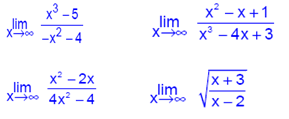 lim x→∞ (x³ − 5)/(−x² − 4)    lim x→∞ (x² − x + 1)/(x³ − 4x + 3)
lim x→∞ (x² − 2x)/(4x² − 4)    lim x→∞ √((x + 3)/(x − 2))